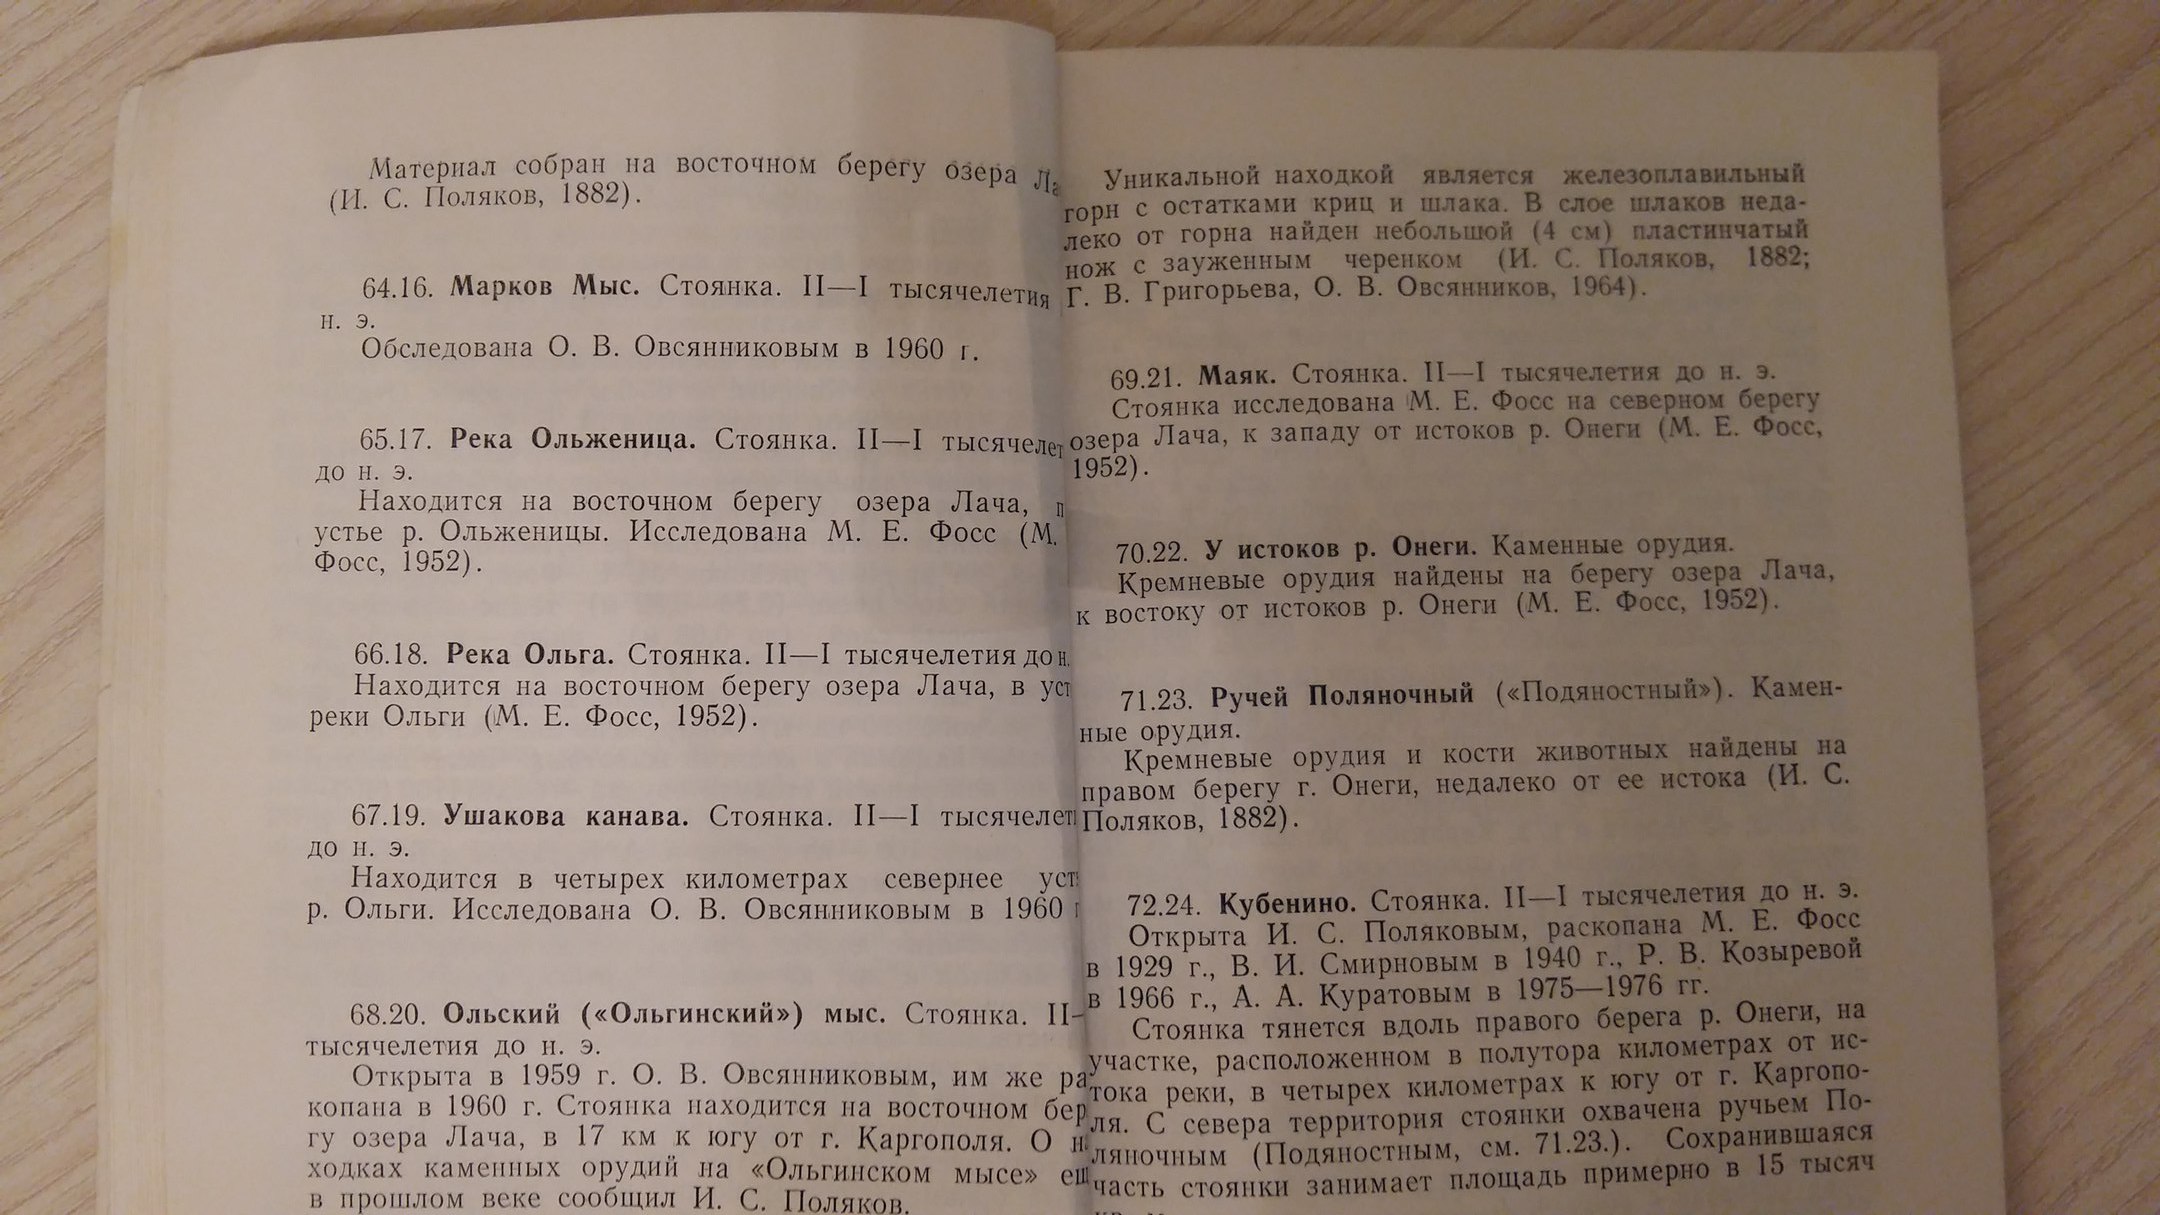 Материал собран на восточном берегу озера
(И. С. Поляков, 1882).
64.16. Марков Мыс. Стоянка. II—I тысячелетия
н. э.
Обследована О. В. Овсянниковым в 1960 г.
65.17. Река Ольженица. Стоянка. II—I
до н. э.
Находится на восточном берегу озера Лача,
устье р. Ольженицы. Исследована М. Е. Фосс (М.
Фосс, 1952).
66.18. Река Ольга. Стоянка. II—I тысячелетия до н.
Находится на восточном берегу озера Лача, в
реки Ольги (М. Е. Фосс, 1952).
67.19. Ушакова канава. Стоянка. II—I
до н. э.
Находится в четырех километрах севернее
р. Ольги. Исследована О. В. Овсянниковым в 1960
68.20. Ольский («Ольгинский») мыс. Стоянка. II—
тысячелетия до н. э.
Открыта в 1959 г. О. В. Овсянниковым, им же ра
копана в 1960 г. Стоянка находится на восточном бер
гу озера Лача, в 17 км к югу от г. Каргополя. О н
ходках каменных орудий на «Ольгинском мысе» ещ
в прошлом веке сообщил И. С. Поляков.
Уникальной находкой является железоплавильный
горн с остатками криц и шлака. В слое шлаков неда-
леко от горна найден небольшой (4 см) пластинчатый
нож с зауженным черенком (И. С. Поляков, 1882;
Г. В. Григорьева, О. В. Овсянников, 1964).
69.21. Маяк. Стоянка. II—I тысячелетия до н. э.
Стоянка исследована М. Е. Фосс на северном берегу
озера Лача, к западу от истоков р. Онеги (М. Е. Фосс,
1952).
70.22. У истоков р. Онеги. Каменные орудия.
Кремневые орудия найдены на берегу озера Лача,
к востоку от истоков р. Онеги (М. Е. Фосс, 1952).
71.23. Ручей Поляночный («Подяностный»). Камен-
ные орудия.
Кремневые орудия и кости животных найдены на
правом берегу г. Онеги, недалеко от ее истока (И. С.
Поляков, 1882).
72.24. Кубенино. Стоянка. II—I тысячелетия до н. э.
Открыта И. С. Поляковым, раскопана М. Е. Фосс
в 1929 г., В. И. Смирновым в 1940 г., Р. В. Козыревой
в 1966 г., А. А. Куратовым в 1975—1976 гг.
Стоянка тянется вдоль правого берега р. Онеги, на
участке, расположенном в полутора километрах от ис-
тока реки, в четырех километрах к югу от г. Каргопо-
ля. С севера территория стоянки охвачена ручьем По-
ляночным (Подяностным, см. 71.23.). Сохранившаяся
часть стоянки занимает площадь примерно в 15 тысяч